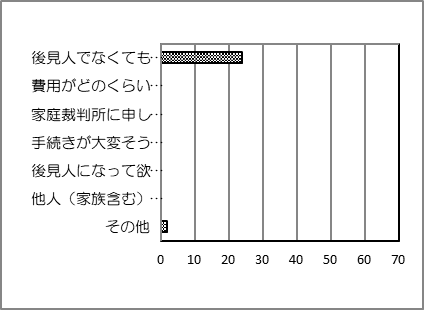 後見人でなくても…
費用がどのくらい…
家庭裁判所に申し…
手続きが大変そう…
後見人になって欲…
他人（家族含む）…
その他
0 10 20 30 40 50 60 70